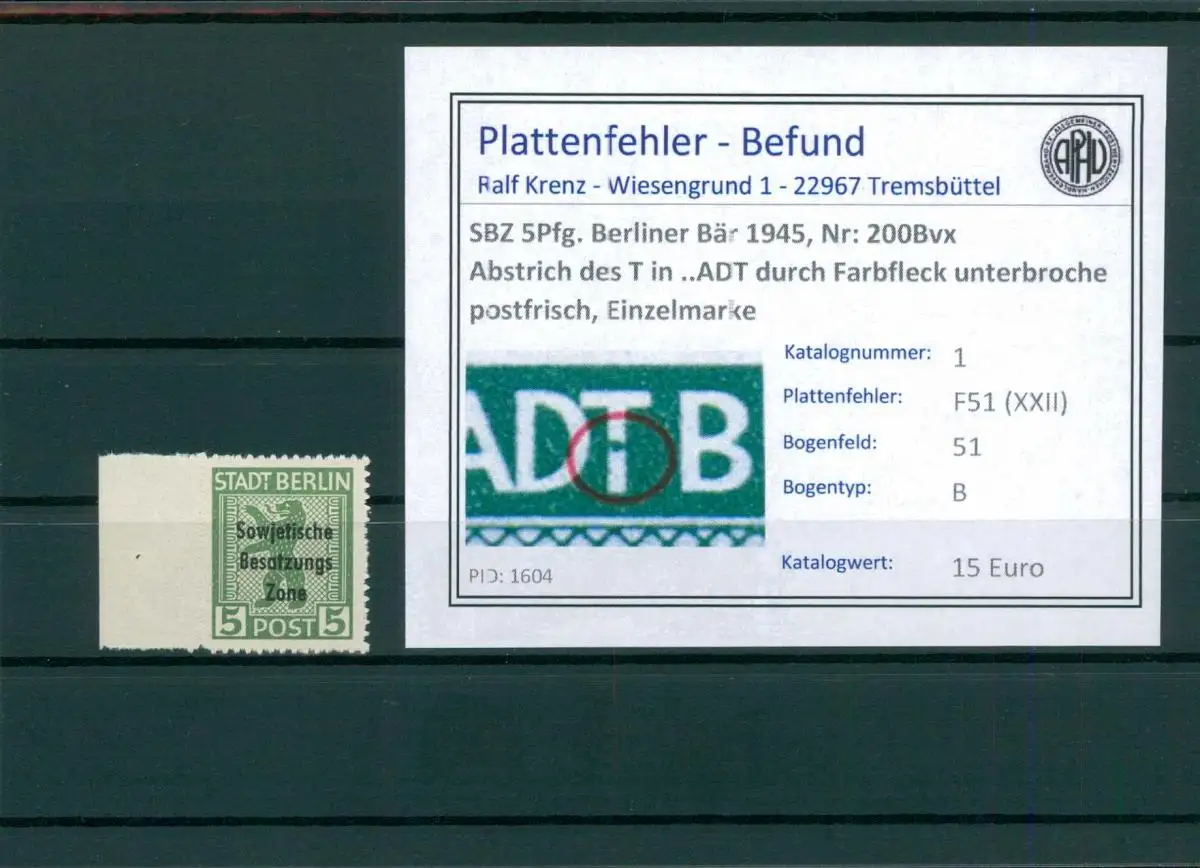 STADT BERLIN
Sowjetische
Besatzungs
Zone
5 POST 5
Plattenfehler - Befund
Ralf Krenz - Wiesengrund 1 - 22967 Tremsbüttel
APHV
SBZ 5Pfg. Berliner Bär 1945, Nr: 200Bvx
Abstrich des T in ..ADT durch Farbfleck unterbroche
postfrisch, Einzelmarke
ADT B
Katalognummer: 1
Plattenfehler: F51 (XXII)
Bogenfeld: 51
Bogentyp: B
Katalogwert: 15 Euro
PID: 1604